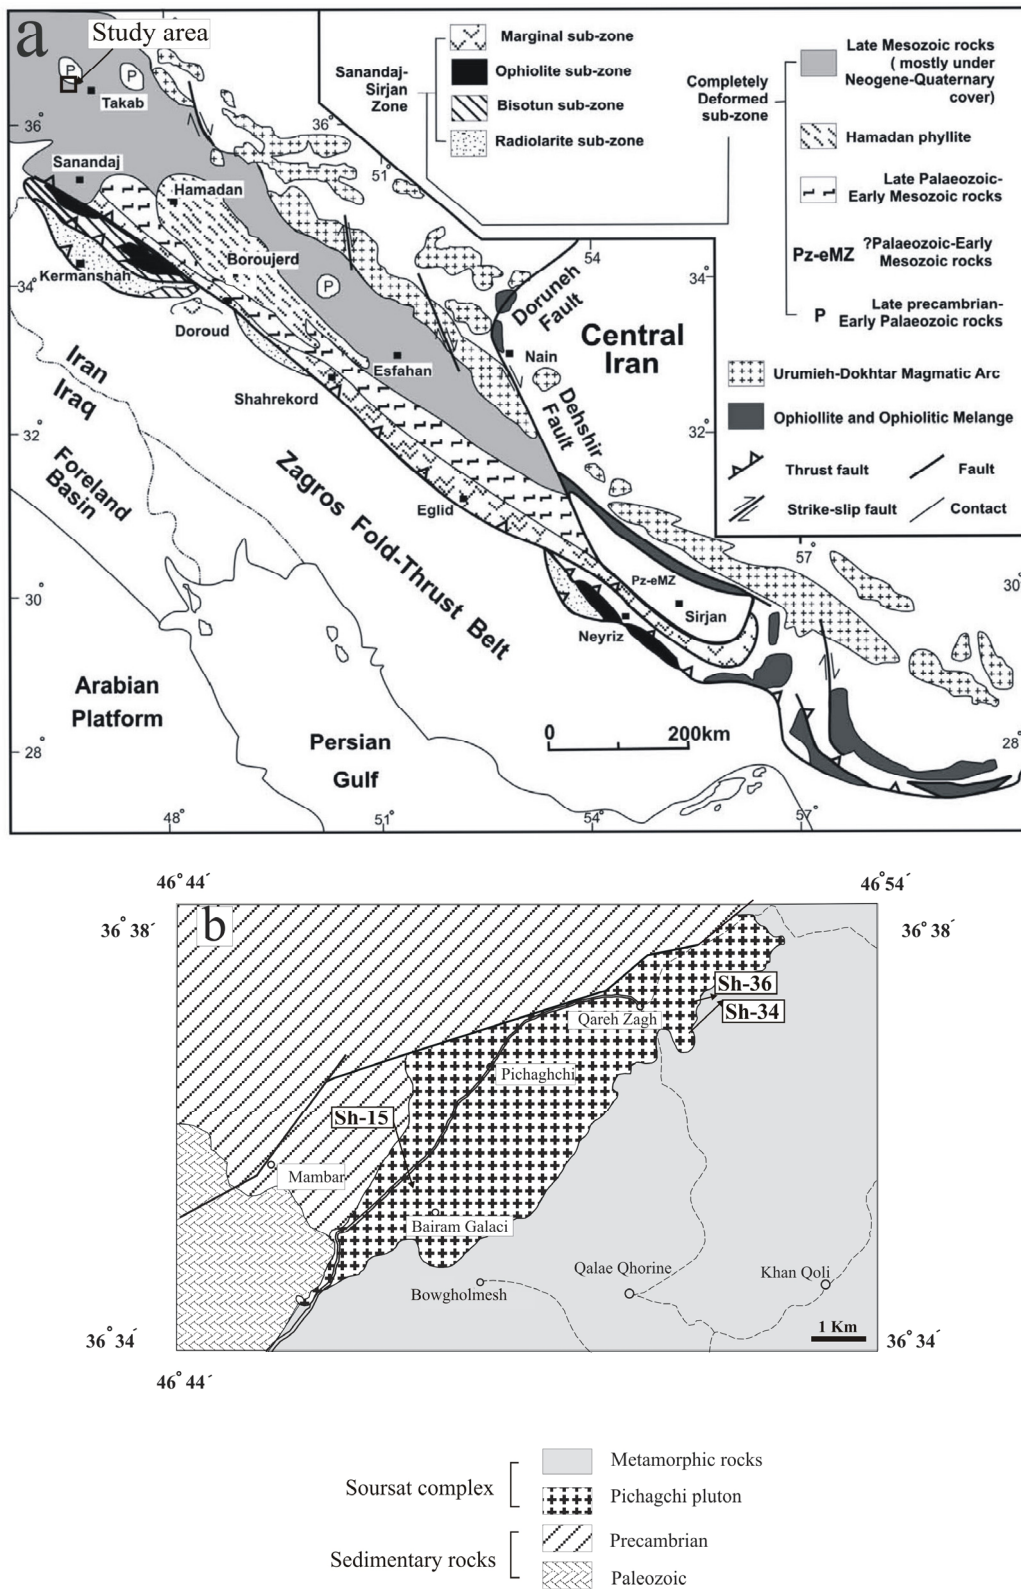 a
Study area
P
P
Takab
36°
Sanandaj
Hamadan
Kermanshah
34°
Boroujerd
P
Doroud
Esfahan
Shahrekord
Iran
Iraq
32°
Foreland
Basin
Zagros Fold-Thrust Belt
Eglid
30°
Arabian
Platform
28°
Persian
Gulf
48°
51°
54°
57°
36°
51°
54°
34°
Doruneh
Fault
Central
Iran
Nain
Dehshir
Fault
32°
57°
30°
Pz-eMZ
Sirjan
Neyriz
0 200km
28°
Sanandaj-
Sirjan
Zone
Marginal sub-zone
Ophiolite sub-zone
Bisotun sub-zone
Radiolarite sub-zone
Completely
Deformed
sub-zone
Late Mesozoic rocks
( mostly under
Neogene-Quaternary
cover)
Hamadan phyllite
Late Palaeozoic-
Early Mesozoic rocks
Pz-eMZ ?Palaeozoic-Early
Mesozoic rocks
P Late precambrian-
Early Palaeozoic rocks
Urumieh-Dokhtar Magmatic Arc
Ophiollite and Ophiolitic Melange
Thrust fault Fault
Strike-slip fault Contact
46°44´ 46°54´
36°38´ 36°38´
b
Sh-36
Sh-34
Qareh Zagh
Pichaghchi
Sh-15
Mambar
Bairam Galaci
Bowgholmesh
Qalae Qhorine
Khan Qoli
1 Km
36°34´ 36°34´
46°44´
Soursat complex
Metamorphic rocks
Pichagchi pluton
Sedimentary rocks
Precambrian
Paleozoic